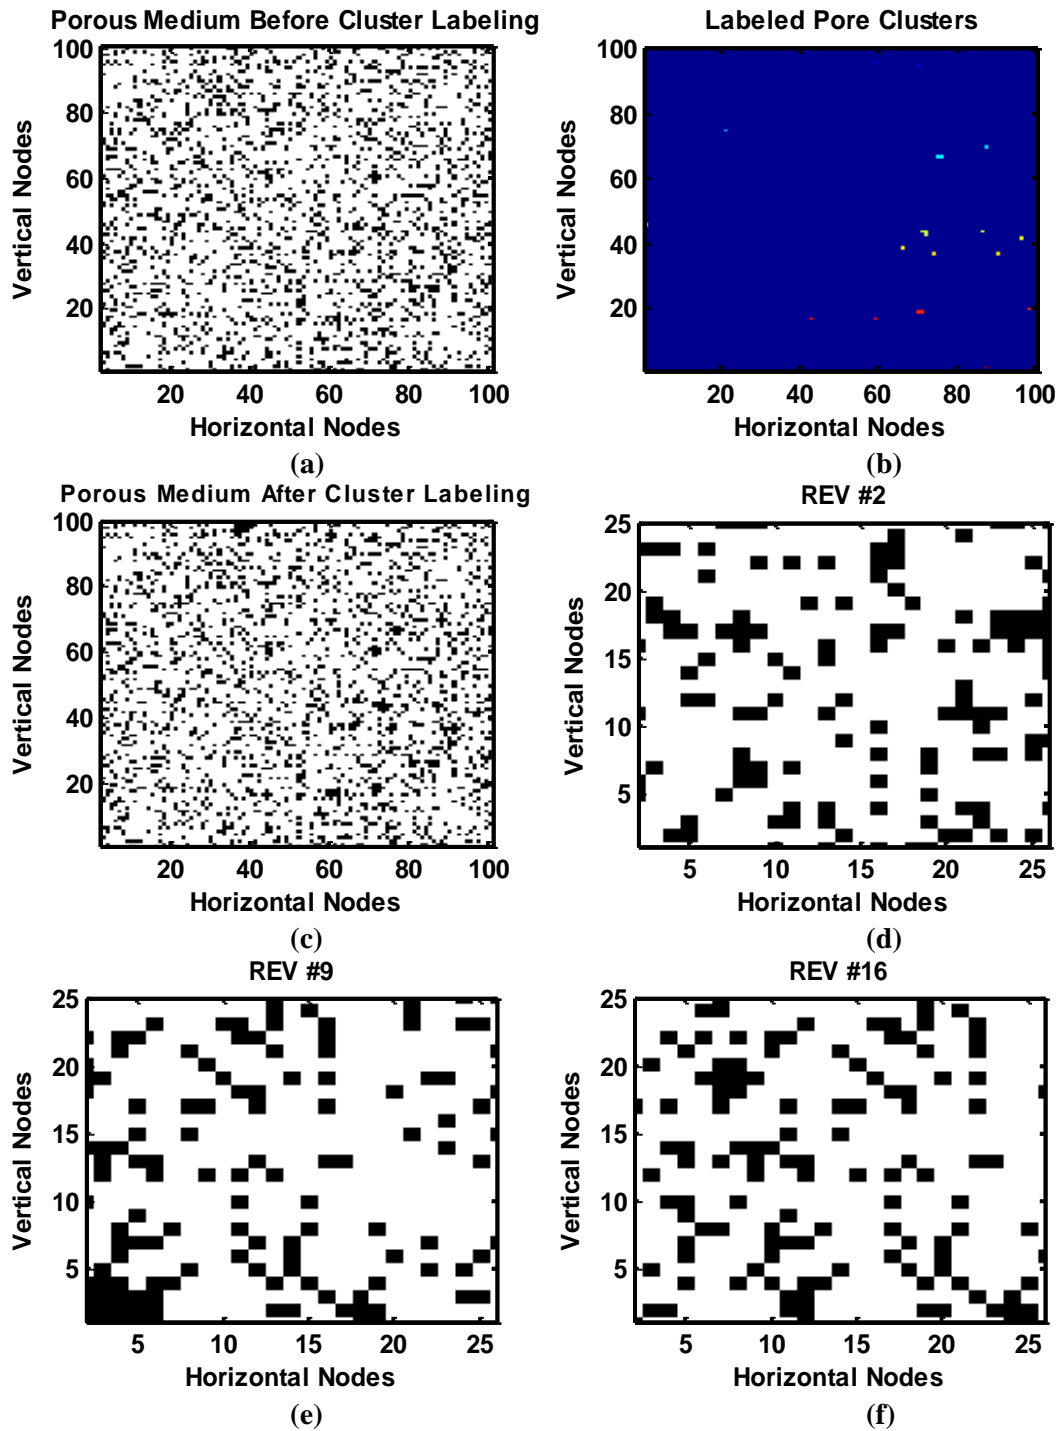 Porous Medium Before Cluster Labeling
Labeled Pore Clusters
100
80
60
40
20
Vertical Nodes
20 40 60 80 100
Horizontal Nodes
(a)
100
80
60
40
20
Vertical Nodes
20 40 60 80 100
Horizontal Nodes
(b)
Porous Medium After Cluster Labeling
REV #2
100
80
60
40
20
Vertical Nodes
20 40 60 80 100
Horizontal Nodes
(c)
25
20
15
10
5
Vertical Nodes
5 10 15 20 25
Horizontal Nodes
(d)
REV #9
REV #16
25
20
15
10
5
Vertical Nodes
5 10 15 20 25
Horizontal Nodes
(e)
25
20
15
10
5
Vertical Nodes
5 10 15 20 25
Horizontal Nodes
(f)